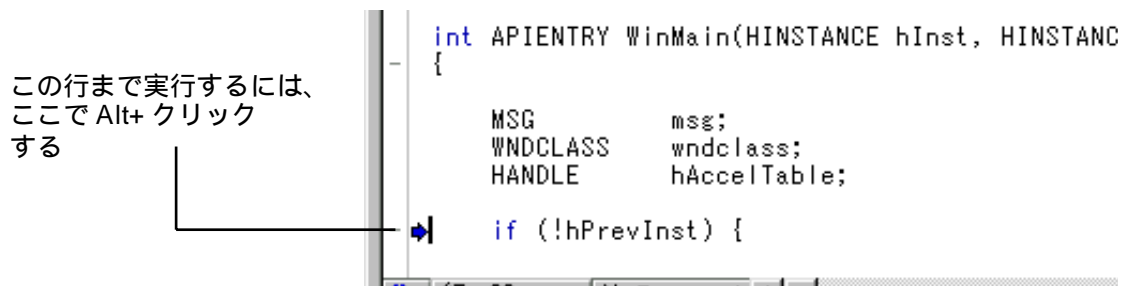 int APIENTRY WinMain(HINSTANCE hInst, HINSTANC
{
この行まで実行するには、
ここで Alt+ クリック
する
MSG msg;
WNDCLASS wndclass;
HANDLE hAccelTable;
if (!hPrevInst) {